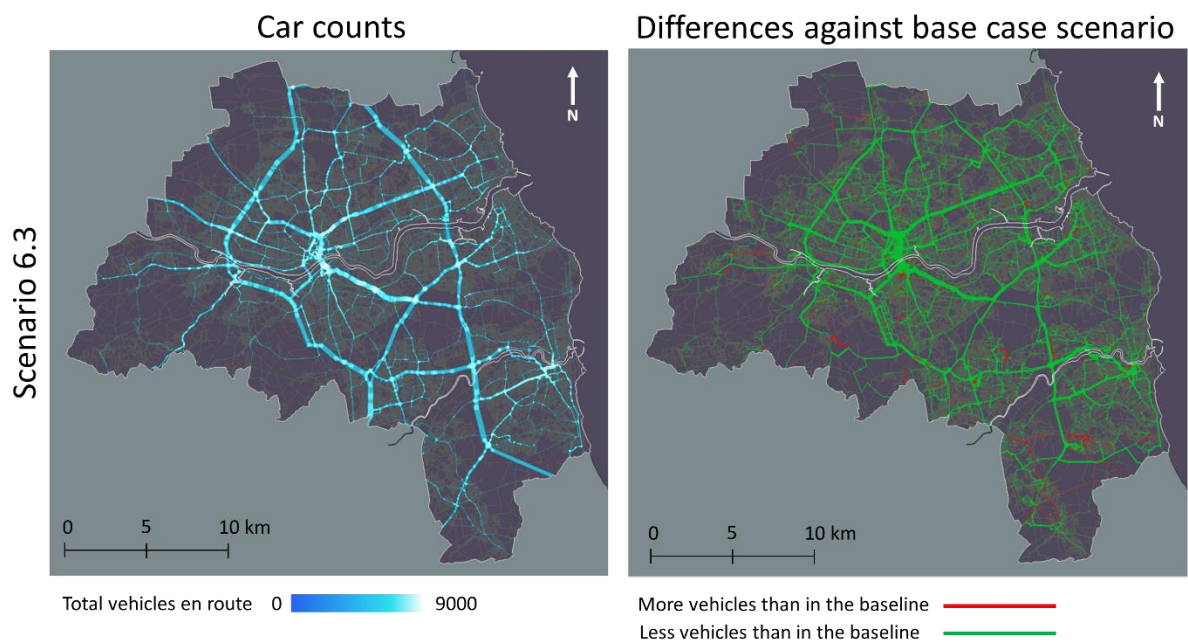 Car counts
Differences against base case scenario
Scenario 6.3
N
N
0 5 10 km
0 5 10 km
Total vehicles en route 0 9000
More vehicles than in the baseline
Less vehicles than in the baseline